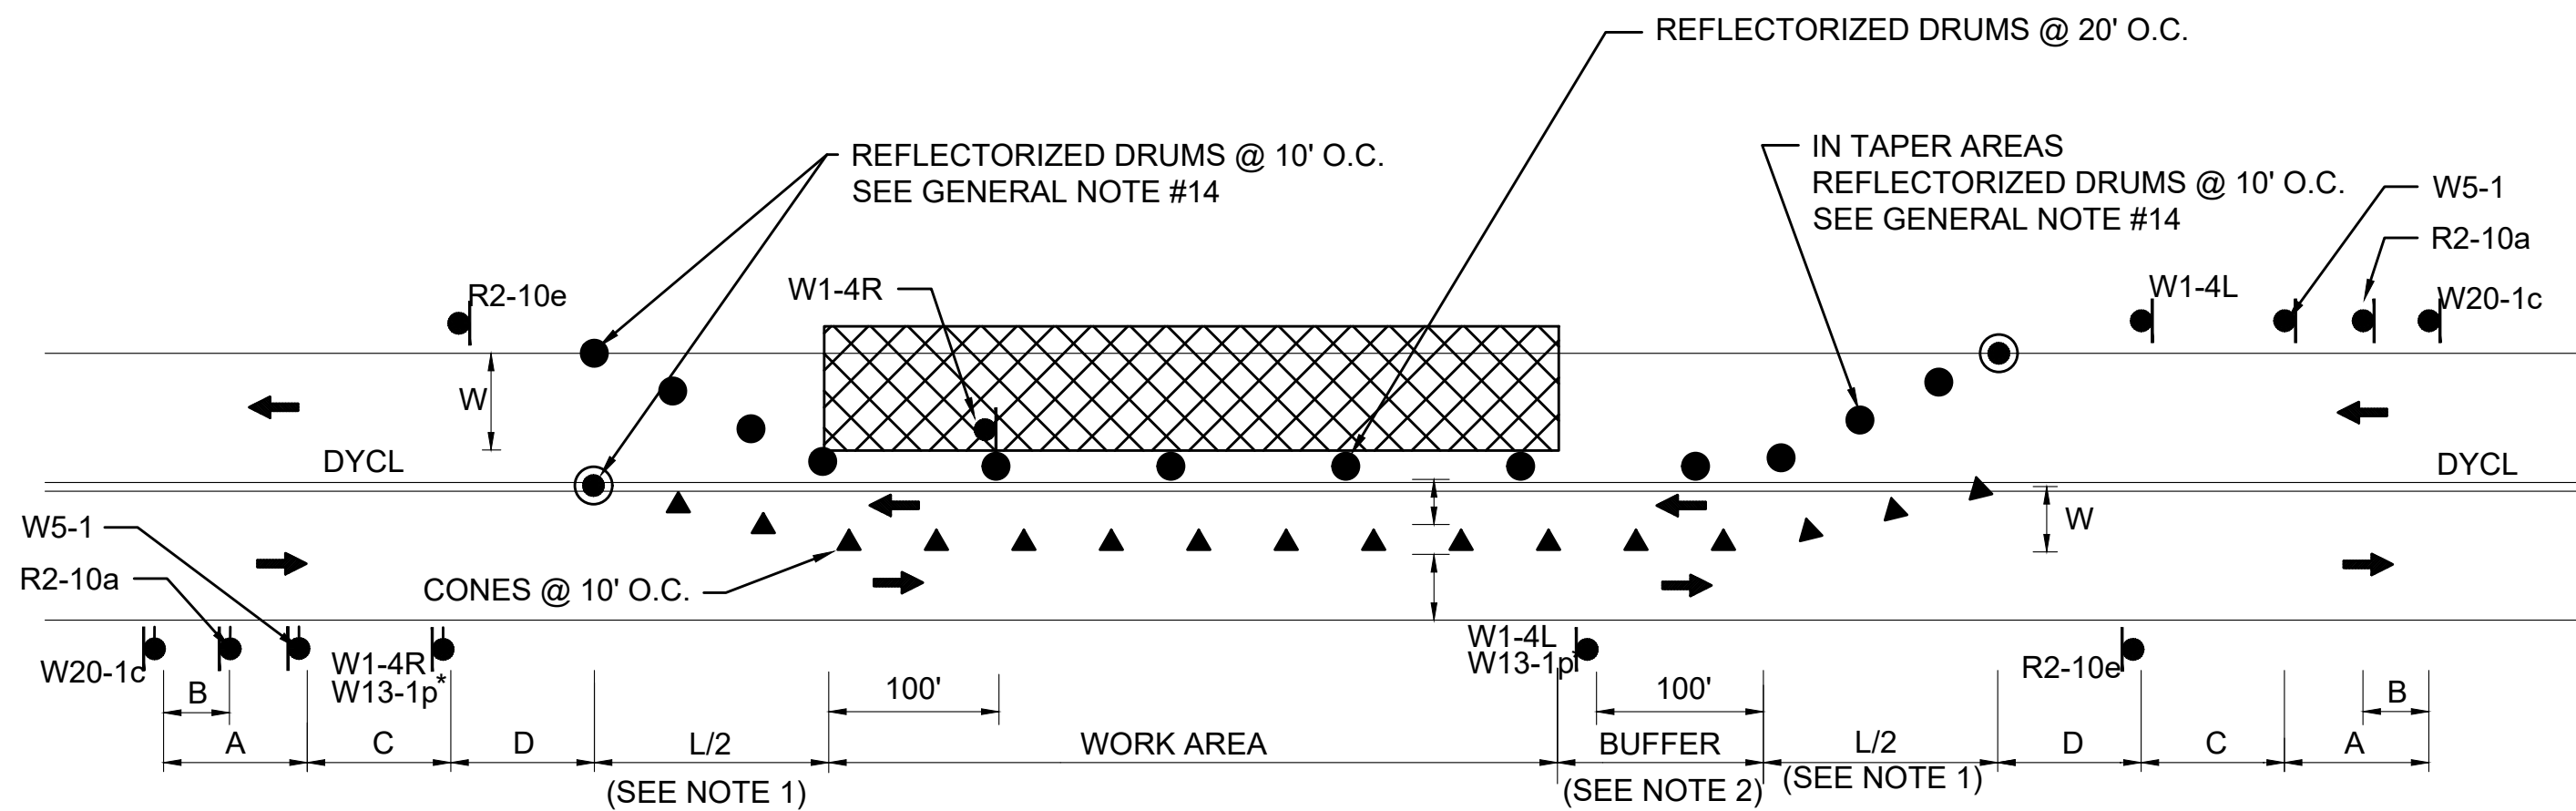 REFLECTORIZED DRUMS @ 20' O.C.
REFLECTORIZED DRUMS @ 10' O.C.
SEE GENERAL NOTE #14
IN TAPER AREAS
REFLECTORIZED DRUMS @ 10' O.C.
SEE GENERAL NOTE #14
W5-1
R2-10a
W1-4R
R2-10e
W1-4L
W20-1c
W
DYCL
DYCL
W
W5-1
R2-10a
CONES @ 10' O.C.
W20-1c
W1-4R
W13-1p*
W1-4L
W13-1p*
R2-10e
B
100'
100'
B
A
C
D
L/2
WORK AREA
BUFFER
L/2
D
C
A
(SEE NOTE 1)
(SEE NOTE 2)
(SEE NOTE 1)